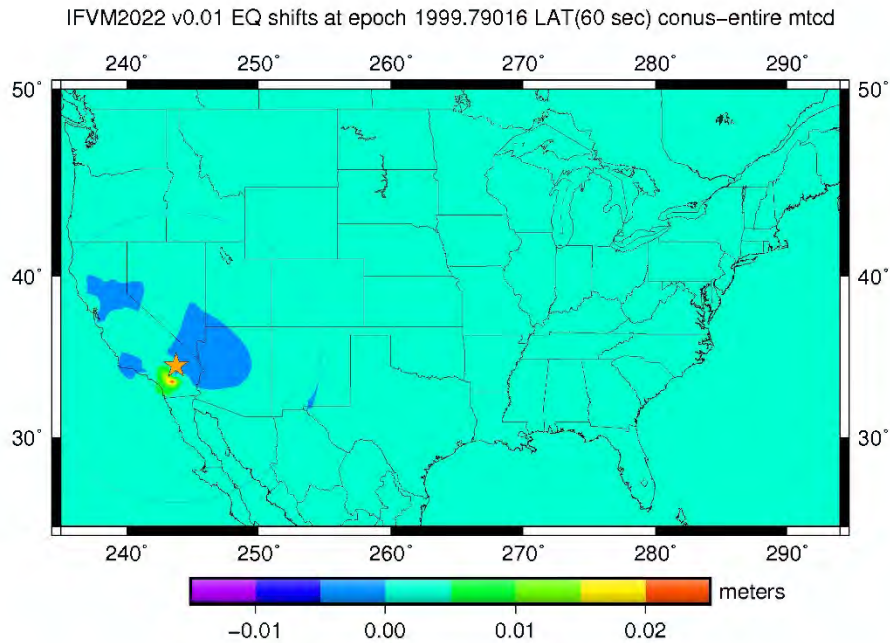 IFVM2022 v0.01 EQ shifts at epoch 1999.79016 LAT(60 sec) conus−entire mtcd
240˚ 250˚ 260˚ 270˚ 280˚ 290˚
50˚ 50˚
40˚ 40˚
30˚ 30˚
240˚ 250˚ 260˚ 270˚ 280˚ 290˚
meters
−0.01 0.00 0.01 0.02